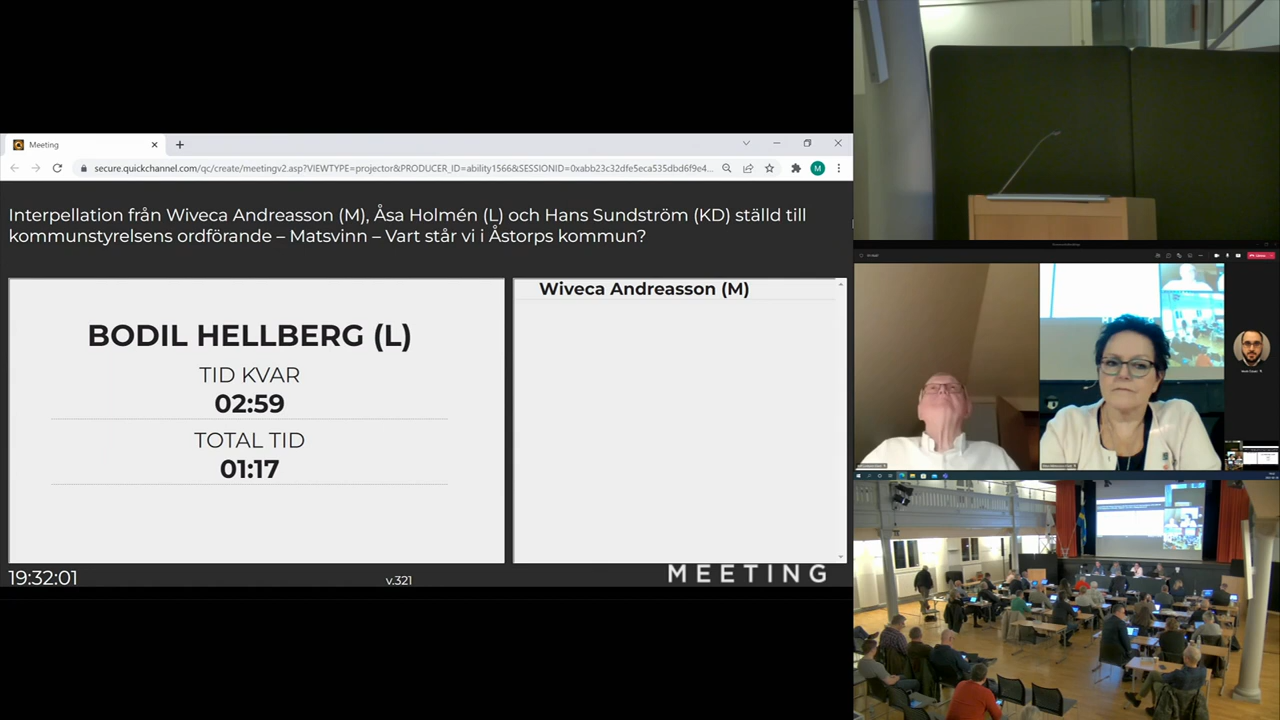 Meeting
secure.quickchannel.com/qc/create/meetingv2.asp?VIEWTYPE=projector&PRODUCER_ID=ability1566&SESSIONID=0xabb23c32dfe5eca535dbd6f9e4...
M
Interpellation från Wiveca Andreasson (M), Åsa Holmén (L) och Hans Sundström (KD) ställd till
kommunstyrelsens ordförande – Matsvinn – Vart står vi i Åstorps kommun?
BODIL HELLBERG (L)
TID KVAR
02:59
TOTAL TID
01:17
Wiveca Andreasson (M)
19:32:01
v.321
MEETING